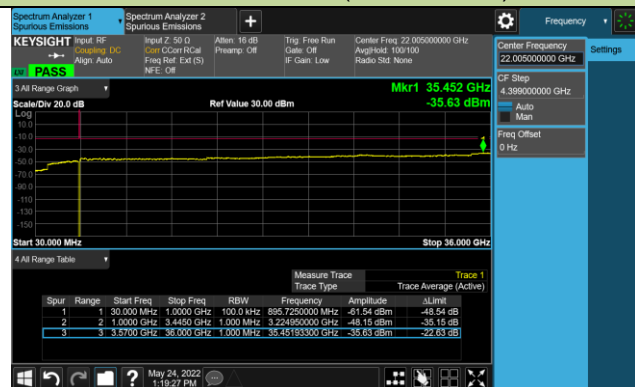 Spectrum Analyzer 1
Spurious Emissions
Spectrum Analyzer 2
Spurious Emissions
+
Frequency
KEYSIGHT
Input: RF
Coupling: DC
Align: Auto
Input Z: 50 Ω
Corr CCorr RCal
Freq Ref: Ext (S)
NFE: Off
Atten: 16 dB
Preamp: Off
Trig: Free Run
Gate: Off
IF Gain: Low
Center Freq: 22.005000000 GHz
Avg|Hold: 100/100
Radio Std: None
PASS
Center Frequency
22.005000000 GHz
Settings
CF Step
4.399000000 GHz
Auto
Man
Freq Offset
0 Hz
3 All Range Graph
Mkr1 35.452 GHz
Scale/Div 20.0 dB
Ref Value 30.00 dBm
-35.63 dBm
Log
10.0
-10.0
-30.0
-50.0
-70.0
-90.0
-110
-130
-150
1
Start 30.000 MHz
Stop 36.000 GHz
4 All Range Table
Measure Trace Trace 1
Trace Type Trace Average (Active)
Spur Range Start Freq Stop Freq RBW Frequency Amplitude ΔLimit
1 1 30.000 MHz 1.0000 GHz 100.0 kHz 895.7250000 MHz -61.54 dBm -48.54 dB
2 2 1.0000 GHz 3.4450 GHz 1.000 MHz 3.224950000 GHz -48.15 dBm -35.15 dB
3 3 3.5700 GHz 36.000 GHz 1.000 MHz 35.45193300 GHz -35.63 dBm -22.63 dB
?
May 24, 2022
1:19:27 PM